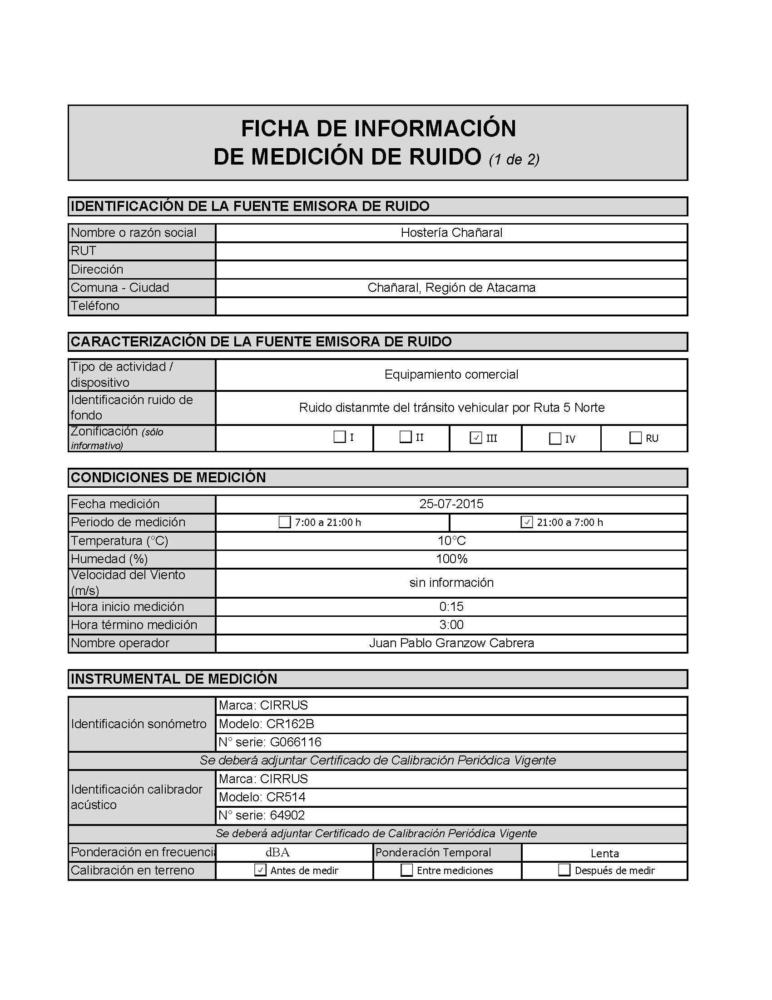 FICHA DE INFORMACIÓN
DE MEDICIÓN DE RUIDO (1 de 2)
IDENTIFICACIÓN DE LA FUENTE EMISORA DE RUIDO
Nombre o razón social Hostería Chañaral
RUT
Dirección
Comuna - Ciudad Chañaral, Región de Atacama
Teléfono
CARACTERIZACIÓN DE LA FUENTE EMISORA DE RUIDO
Tipo de actividad /
dispositivo
Equipamiento comercial
Identificación ruido de
fondo
Ruido distanmte del tránsito vehicular por Ruta 5 Norte
Zonificación (sólo
informativo)
☐ I ☐ II ☑ III ☐ IV ☐ RU
CONDICIONES DE MEDICIÓN
Fecha medición 25-07-2015
Periodo de medición ☐ 7:00 a 21:00 h ☑ 21:00 a 7:00 h
Temperatura (°C) 10°C
Humedad (%) 100%
Velocidad del Viento
(m/s)
sin información
Hora inicio medición 0:15
Hora término medición 3:00
Nombre operador Juan Pablo Granzow Cabrera
INSTRUMENTAL DE MEDICIÓN
Identificación sonómetro
Marca: CIRRUS
Modelo: CR162B
N° serie: G066116
Se deberá adjuntar Certificado de Calibración Periódica Vigente
Identificación calibrador
acústico
Marca: CIRRUS
Modelo: CR514
N° serie: 64902
Se deberá adjuntar Certificado de Calibración Periódica Vigente
Ponderación en frecuenci dBA Ponderación Temporal Lenta
Calibración en terreno ☑ Antes de medir ☐ Entre mediciones ☐ Después de medir